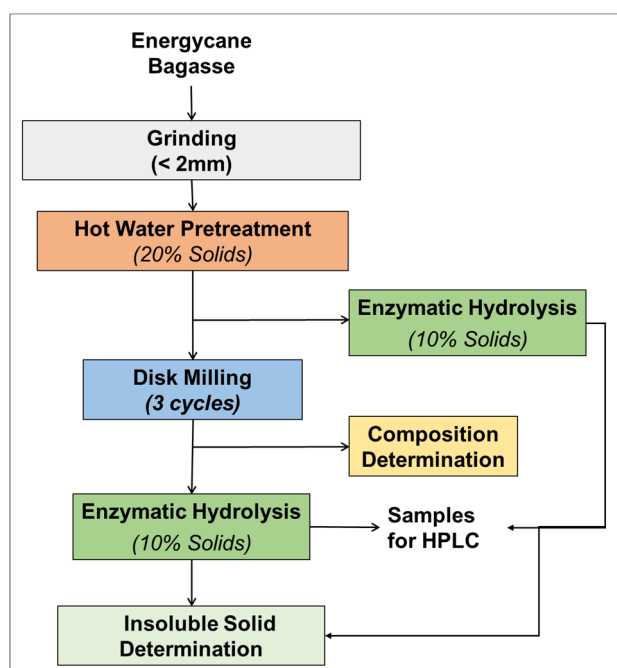 Energycane
Bagasse
Grinding
(< 2mm)
Hot Water Pretreatment
(20% Solids)
Enzymatic Hydrolysis
(10% Solids)
Disk Milling
(3 cycles)
Composition
Determination
Enzymatic Hydrolysis
(10% Solids)
Samples
for HPLC
Insoluble Solid
Determination